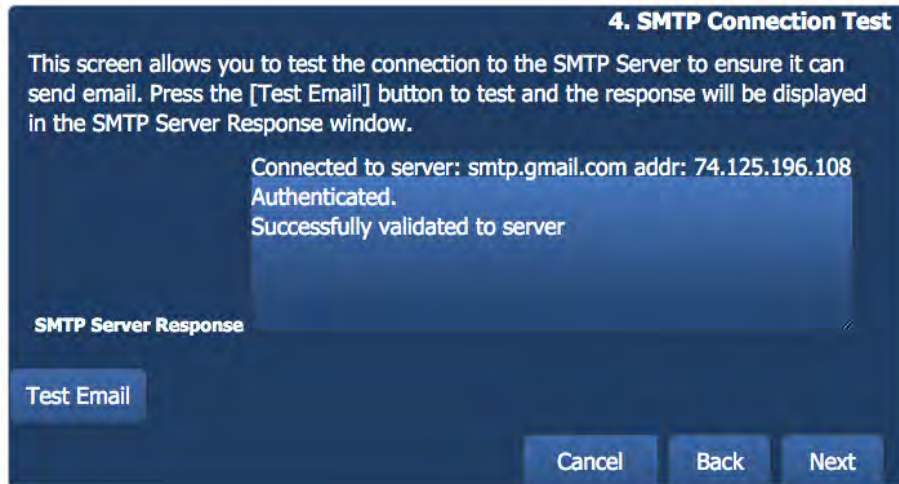 4. SMTP Connection Test
This screen allows you to test the connection to the SMTP Server to ensure it can
send email. Press the [Test Email] button to test and the response will be displayed
in the SMTP Server Response window.
Connected to server: smtp.gmail.com addr: 74.125.196.108
Authenticated.
Successfully validated to server
SMTP Server Response
Test Email
Cancel Back Next